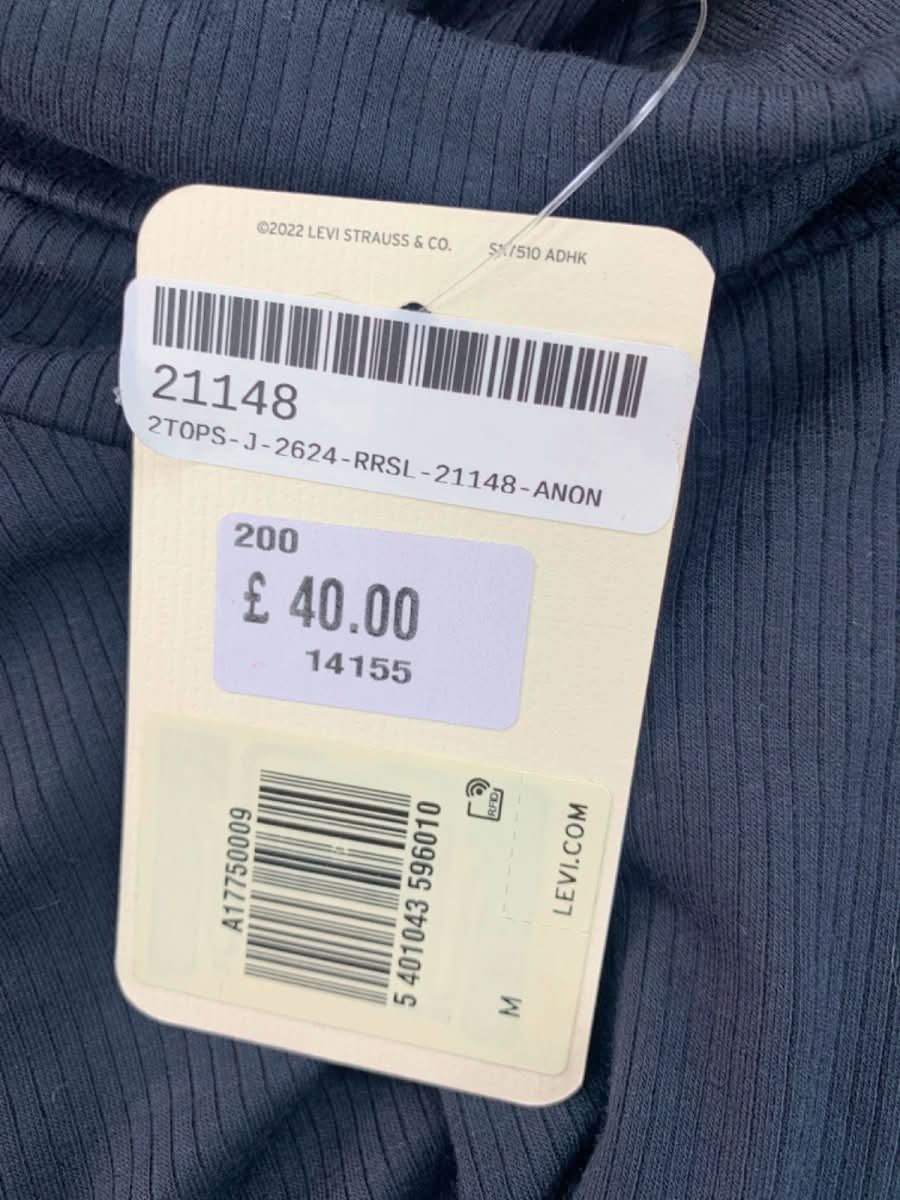 ©2022 LEVI STRAUSS & CO.
ADHK
21148
2TOPS-J-2624-RRSL-21148-ANON
200
£ 40.00
14155
A17750009
5 401043 596010
RFID
LEVI.COM
M